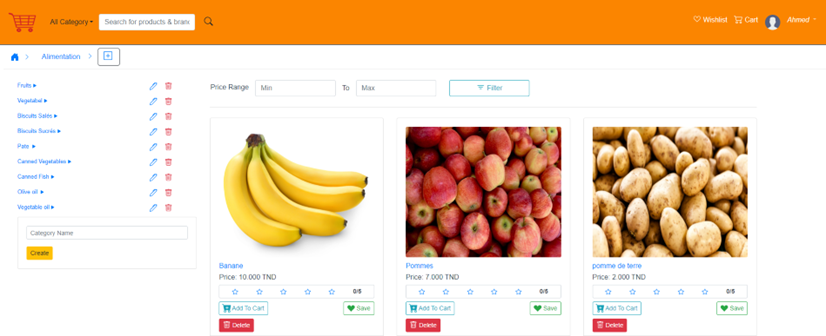 All Category
Search for products & bran
Wishlist
Cart
Ahmed
Alimentation
Fruits
Vegetabel
Biscuits Salés
Biscuits Sucrés
Pate
Canned Vegetables
Canned Fish
Olive oil
Vegetable oil
Category Name
Create
Price Range Min To Max Filter
Banane
Price: 10.000 TND
0/5
Add To Cart Save
Delete
Pommes
Price: 7.000 TND
0/5
Add To Cart Save
Delete
pomme de terre
Price: 2.000 TND
0/5
Add To Cart Save
Delete